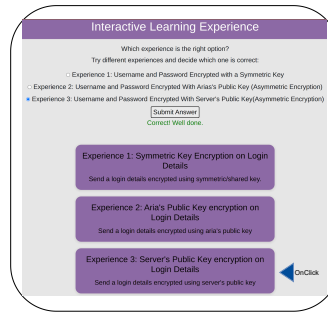 Interactive Learning Experience
Which experience is the right option?
Try different experiences and decide which one is correct:
Experience 1: Username and Password Encrypted with a Symmetric Key
Experience 2: Username and Password Encrypted With Arias's Public Key (Asymmetric Encryption)
Experience 3: Username and Password Encrypted With Server's Public Key(Asymmetric Encryption)
Submit Answer
Correct! Well done.
Experience 1: Symmetric Key Encryption on Login
Details
Send a login details encrypted using symmetric/shared key.
Experience 2: Aria's Public Key encryption on
Login Details
Send a login details encrypted using aria's public key
Experience 3: Server's Public Key encryption on
Login Details
Send a login details encrypted using server's public key
OnClick